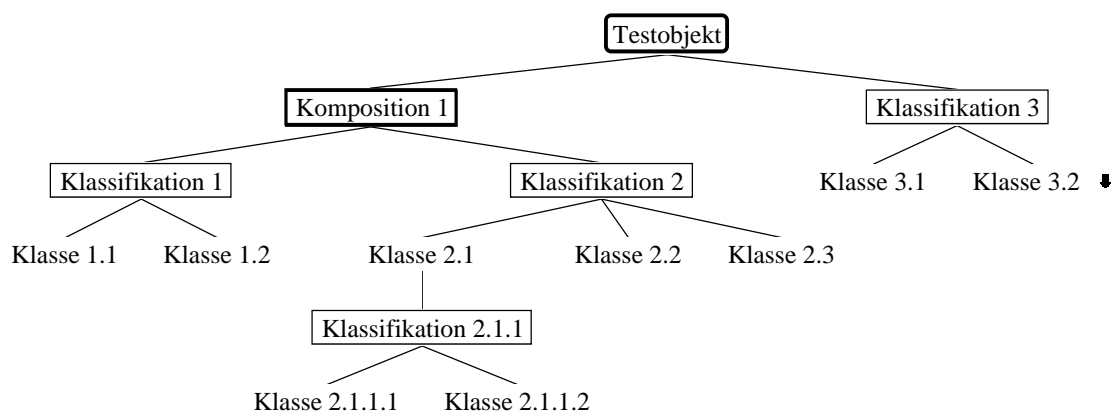 Testobjekt
Komposition 1
Klassifikation 3
Klassifikation 1
Klassifikation 2
Klasse 3.1
Klasse 3.2
Klasse 1.1
Klasse 1.2
Klasse 2.1
Klasse 2.2
Klasse 2.3
Klassifikation 2.1.1
Klasse 2.1.1.1
Klasse 2.1.1.2